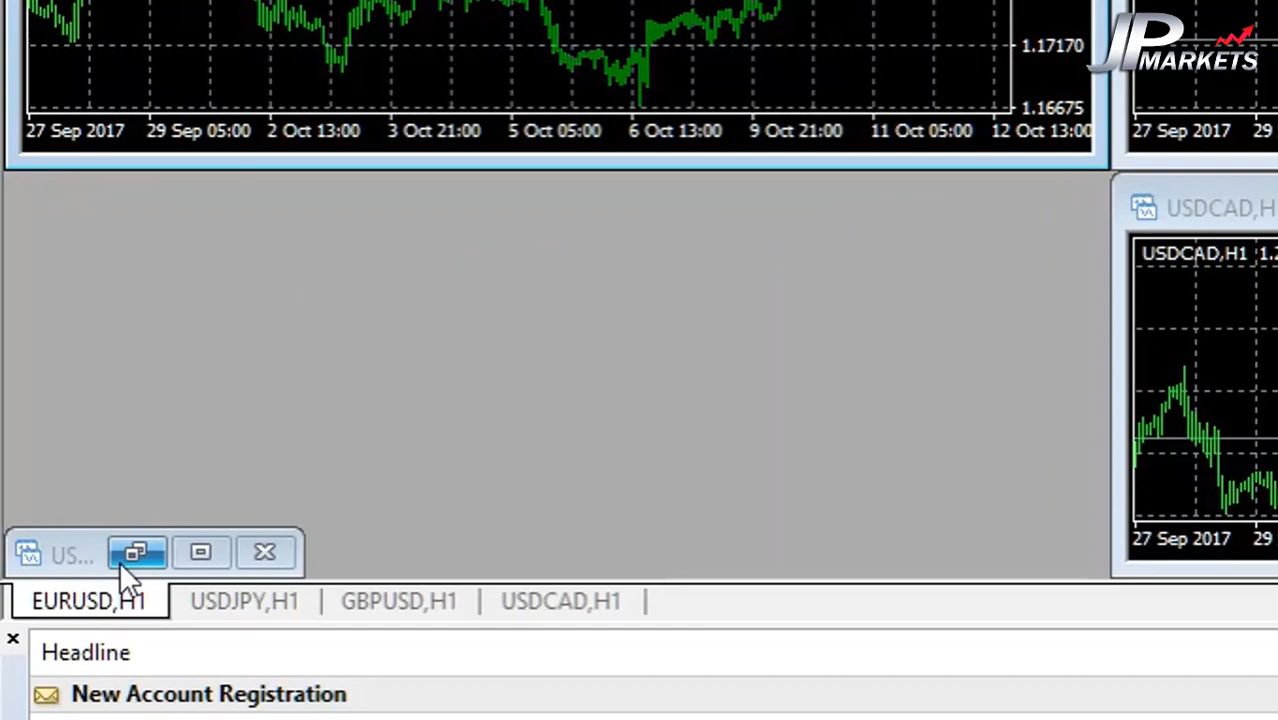 JP MARKETS
1.17170
1.16675
27 Sep 2017 29 Sep 05:00 2 Oct 13:00 3 Oct 21:00 5 Oct 05:00 6 Oct 13:00 9 Oct 21:00 11 Oct 05:00 12 Oct 13:00
27 Sep 2017 29
USDCAD,H
USDCAD,H1 1.2
27 Sep 2017 29
US...
EURUSD,H1 USDJPY,H1 GBPUSD,H1 USDCAD,H1
Headline
New Account Registration